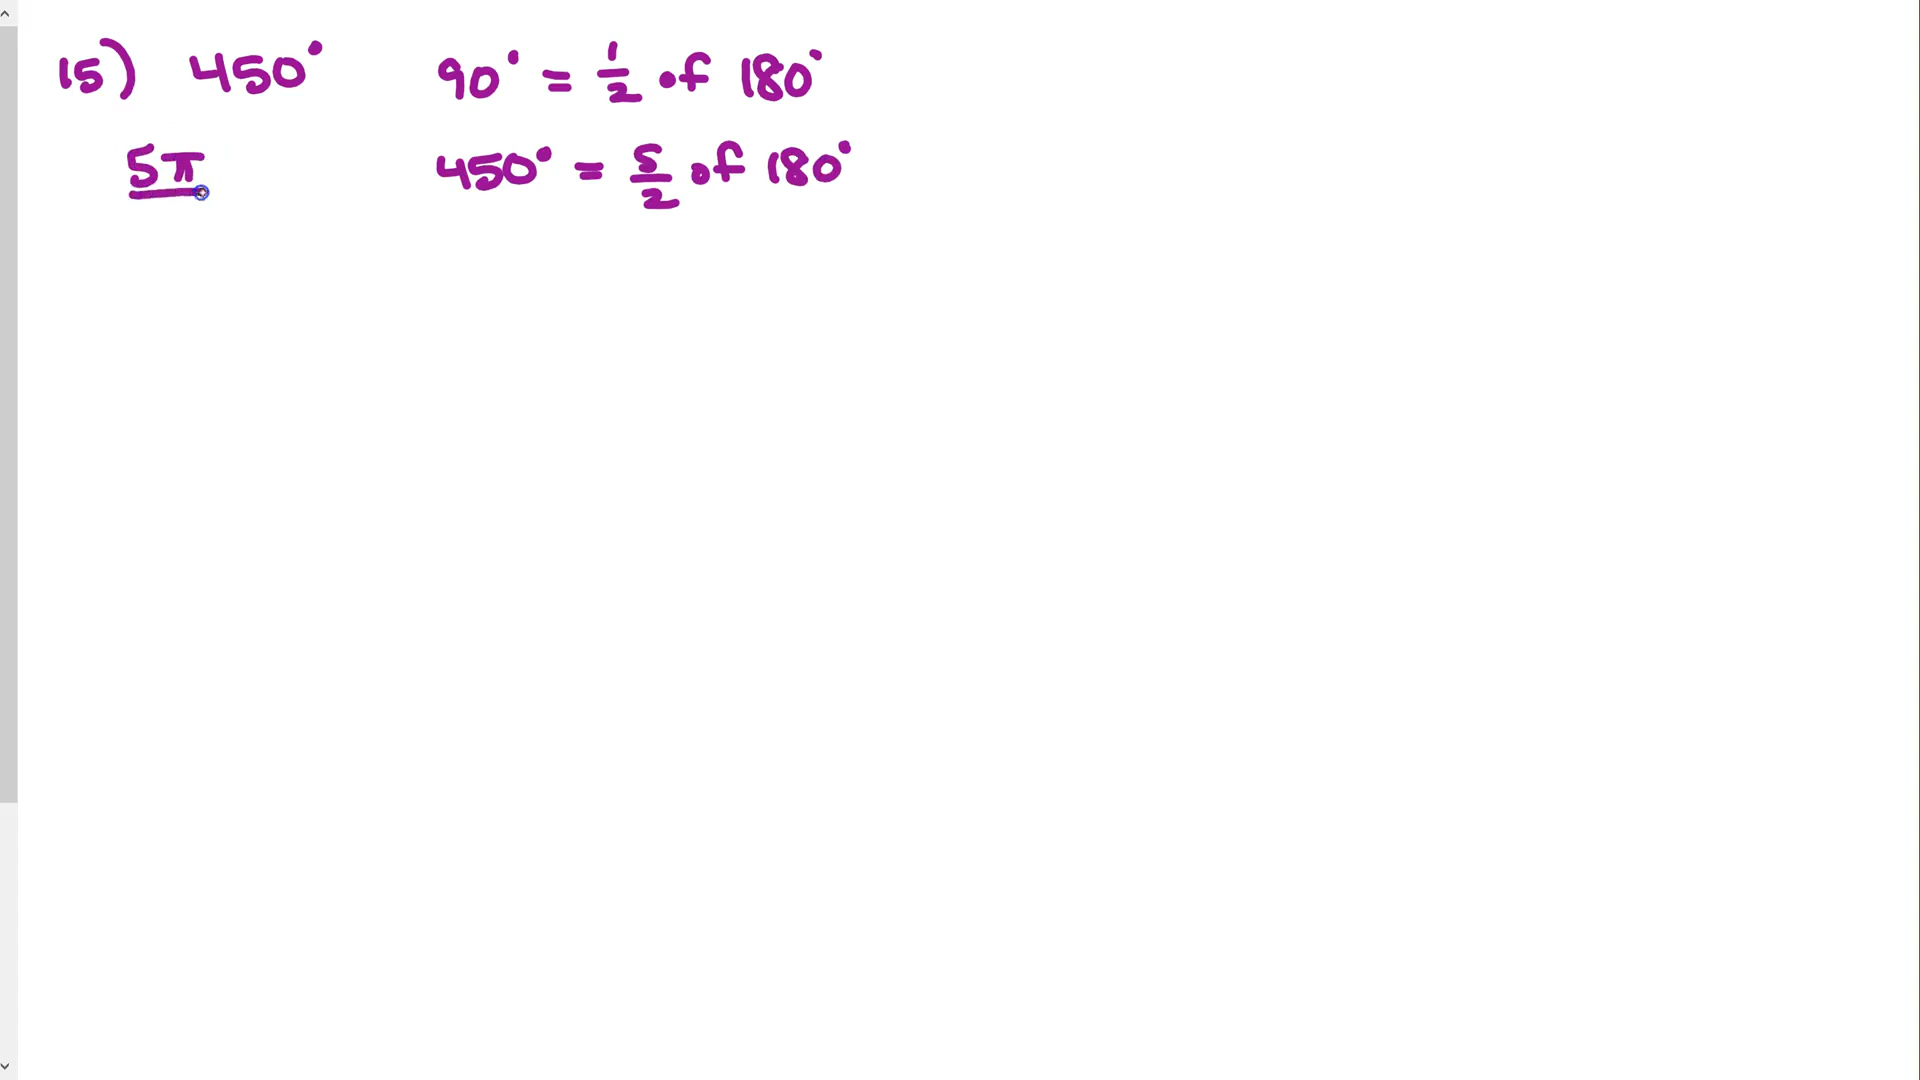 15) 450° 90° = 1/2 of 180°
5π 450° = 5/2 of 180°